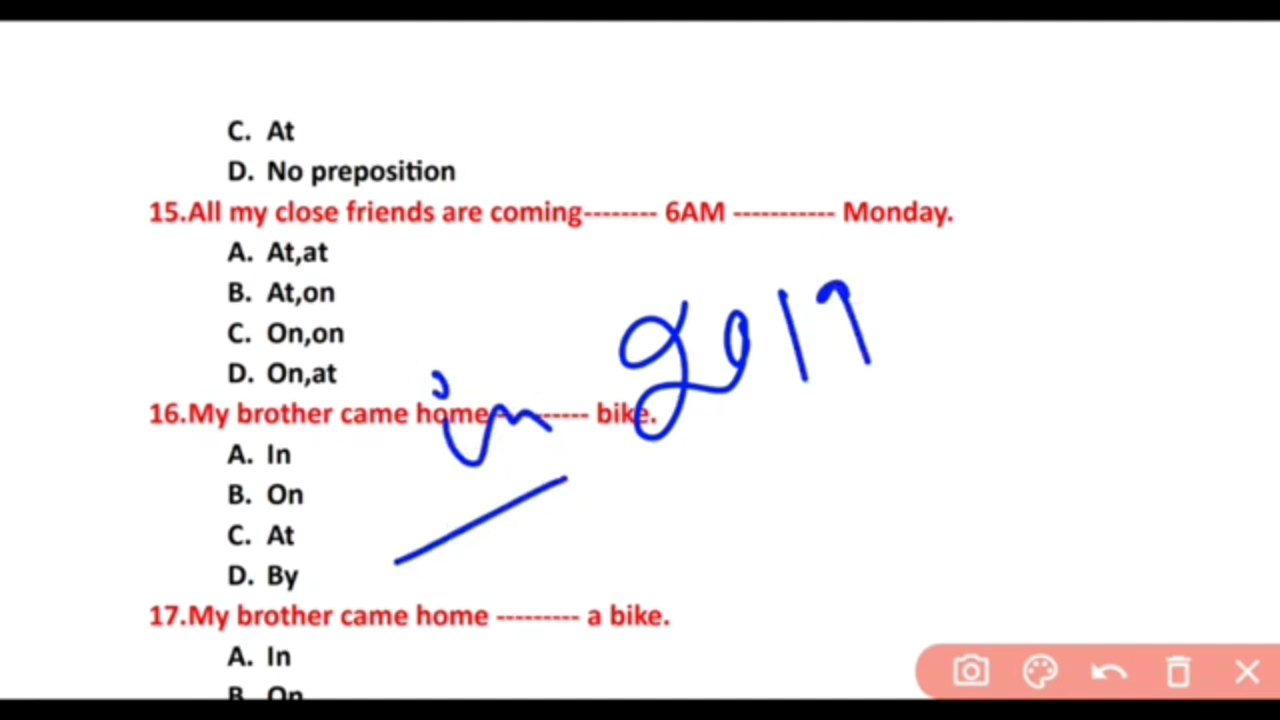 C. At
D. No preposition
15.All my close friends are coming-------- 6AM ----------- Monday.
A. At,at
B. At,on
C. On,on
D. On,at
in 2017
16.My brother came home --------- bike.
A. In
B. On
C. At
D. By
17.My brother came home --------- a bike.
A. In
B. On